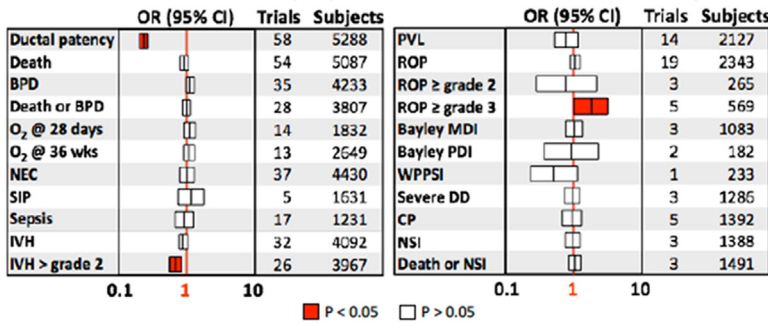 OR (95% CI) Trials Subjects
Ductal patency 58 5288
Death 54 5087
BPD 35 4233
Death or BPD 28 3807
O₂ @ 28 days 14 1832
O₂ @ 36 wks 13 2649
NEC 37 4430
SIP 5 1631
Sepsis 17 1231
IVH 32 4092
IVH > grade 2 26 3967
0.1 1 10
OR (95% CI) Trials Subjects
PVL 14 2127
ROP 19 2343
ROP ≥ grade 2 3 265
ROP ≥ grade 3 5 569
Bayley MDI 3 1083
Bayley PDI 2 182
WPPSI 1 233
Severe DD 3 1286
CP 5 1392
NSI 3 1388
Death or NSI 3 1491
0.1 1 10
P < 0.05 P > 0.05